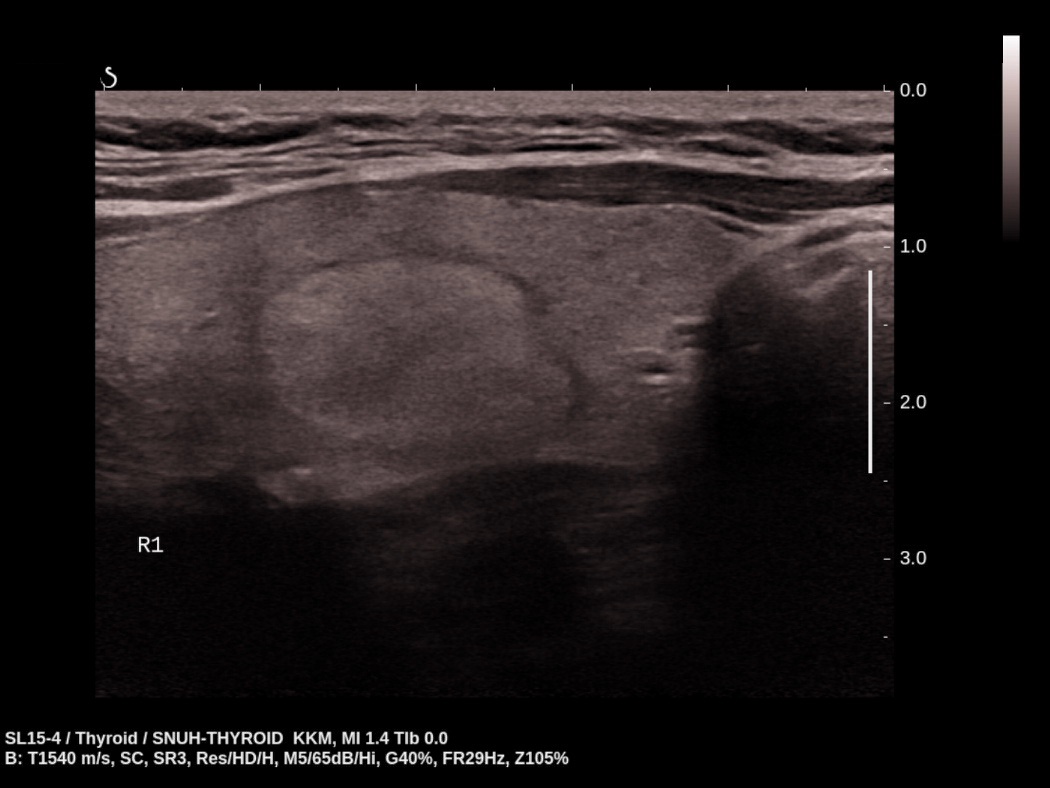 0.0
1.0
2.0
R1
3.0
SL15-4 / Thyroid / SNUH-THYROID KKM, MI 1.4 TIb 0.0
B: T1540 m/s, SC, SR3, Res/HD/H, M5/65dB/Hi, G40%, FR29Hz, Z105%